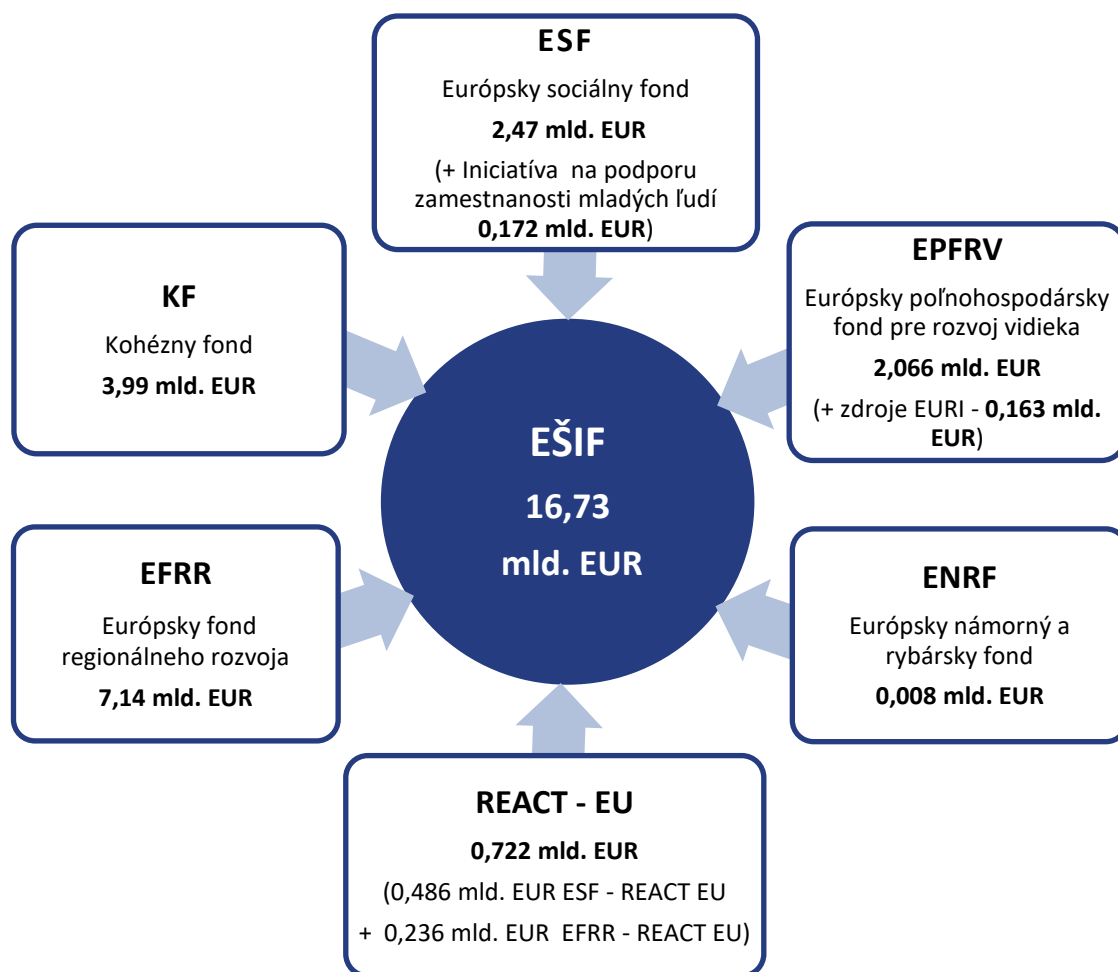 ESF
Európsky sociálny fond
2,47 mld. EUR
(+ Iniciatíva na podporu
zamestnanosti mladých ľudí
0,172 mld. EUR)
KF
Kohézny fond
3,99 mld. EUR
EPFRV
Európsky poľnohospodársky
fond pre rozvoj vidieka
2,066 mld. EUR
(+ zdroje EURI - 0,163 mld.
EUR)
EŠIF
16,73
mld. EUR
EFRR
Európsky fond
regionálneho rozvoja
7,14 mld. EUR
ENRF
Európsky námorný a
rybársky fond
0,008 mld. EUR
REACT - EU
0,722 mld. EUR
(0,486 mld. EUR ESF - REACT EU
+ 0,236 mld. EUR EFRR - REACT EU)